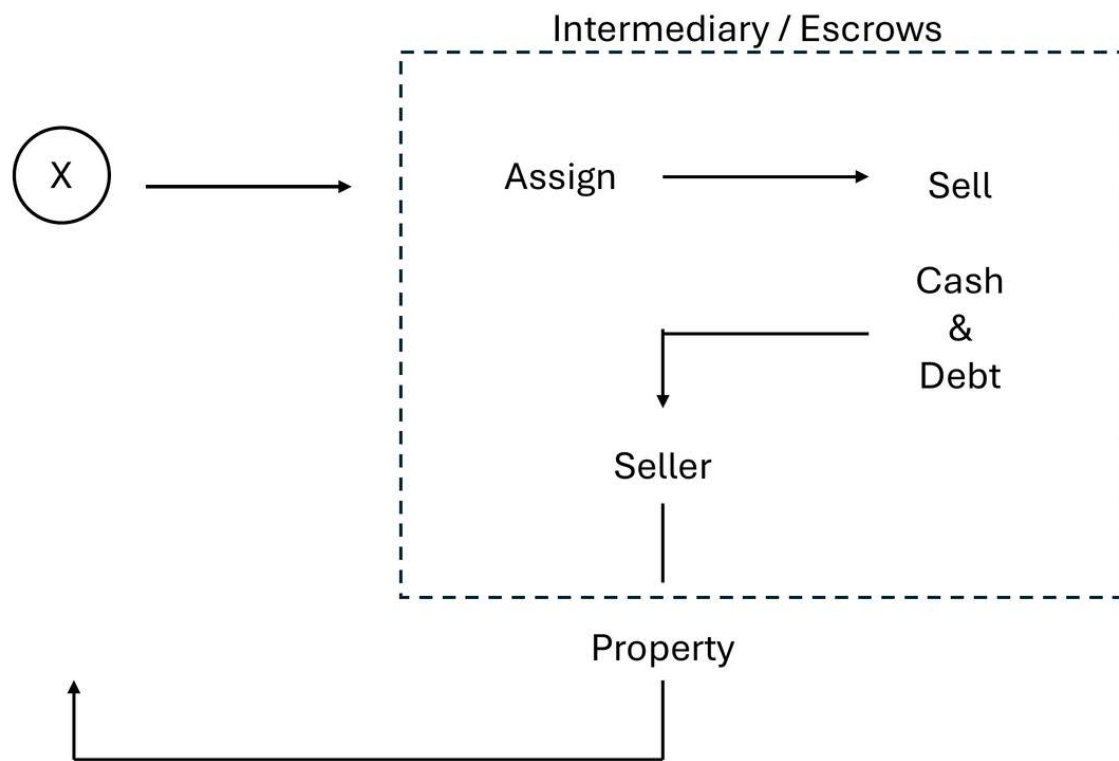 Intermediary / Escrows
X
Assign
Sell
Cash
&
Debt
Seller
Property